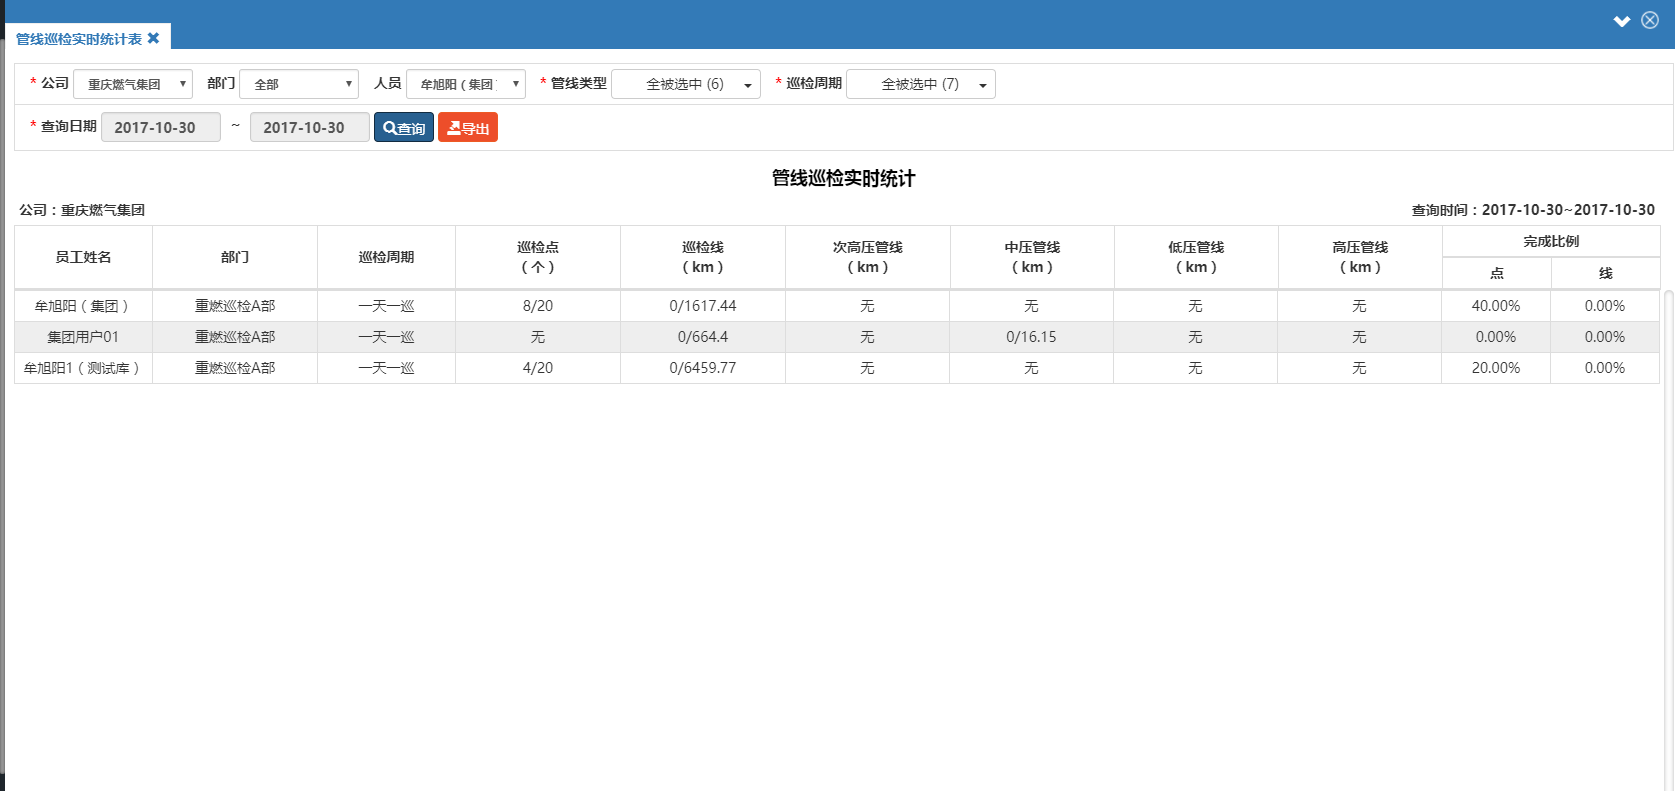 管线巡检实时统计表
* 公司 重庆燃气集团 部门 全部 人员 牟旭阳（集团 * 管线类型 全被选中 (6) * 巡检周期 全被选中 (7)
* 查询日期 2017-10-30 ~ 2017-10-30 查询 导出
管线巡检实时统计
公司：重庆燃气集团 查询时间：2017-10-30~2017-10-30
员工姓名 部门 巡检周期 巡检点（个） 巡检线（km） 次高压管线（km） 中压管线（km） 低压管线（km） 高压管线（km） 完成比例
点 线
牟旭阳（集团） 重燃巡检A部 一天一巡 8/20 0/1617.44 无 无 无 无 40.00% 0.00%
集团用户01 重燃巡检A部 一天一巡 无 0/664.4 无 0/16.15 无 无 0.00% 0.00%
牟旭阳1（测试库） 重燃巡检A部 一天一巡 4/20 0/6459.77 无 无 无 无 20.00% 0.00%